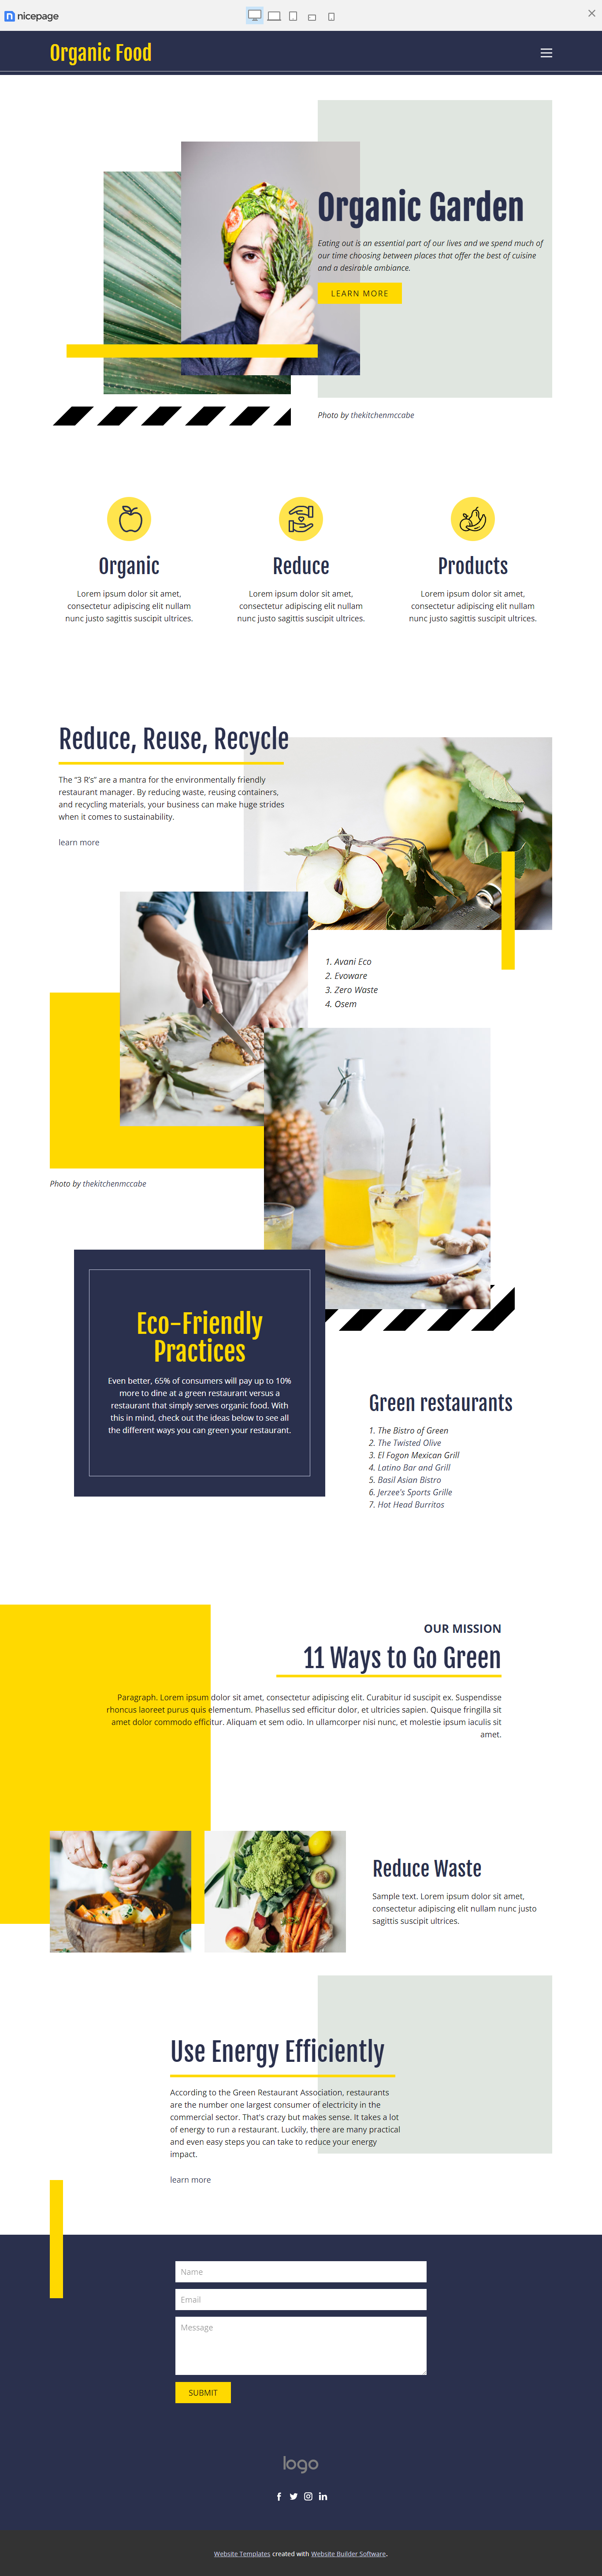 nicepage
Organic Food
Organic Garden
Eating out is an essential part of our lives and we spend much of
our time choosing between places that offer the best of cuisine
and a desirable ambiance.
LEARN MORE
Photo by thekitchenmccabe
Organic
Lorem ipsum dolor sit amet,
consectetur adipiscing elit nullam
nunc justo sagittis suscipit ultrices.
Reduce
Lorem ipsum dolor sit amet,
consectetur adipiscing elit nullam
nunc justo sagittis suscipit ultrices.
Products
Lorem ipsum dolor sit amet,
consectetur adipiscing elit nullam
nunc justo sagittis suscipit ultrices.
Reduce, Reuse, Recycle
The “3 R’s” are a mantra for the environmentally friendly
restaurant manager. By reducing waste, reusing containers,
and recycling materials, your business can make huge strides
when it comes to sustainability.
learn more
1. Avani Eco
2. Evoware
3. Zero Waste
4. Osem
Photo by thekitchenmccabe
Eco-Friendly
Practices
Even better, 65% of consumers will pay up to 10%
more to dine at a green restaurant versus a
restaurant that simply serves organic food. With
this in mind, check out the ideas below to see all
the different ways you can green your restaurant.
Green restaurants
1. The Bistro of Green
2. The Twisted Olive
3. El Fogon Mexican Grill
4. Latino Bar and Grill
5. Basil Asian Bistro
6. Jerzee's Sports Grille
7. Hot Head Burritos
OUR MISSION
11 Ways to Go Green
Paragraph. Lorem ipsum dolor sit amet, consectetur adipiscing elit. Curabitur id suscipit ex. Suspendisse
rhoncus laoreet purus quis elementum. Phasellus sed efficitur dolor, et ultricies sapien. Quisque fringilla sit
amet dolor commodo efficitur. Aliquam et sem odio. In ullamcorper nisi nunc, et molestie ipsum iaculis sit
amet.
Reduce Waste
Sample text. Lorem ipsum dolor sit amet,
consectetur adipiscing elit nullam nunc justo
sagittis suscipit ultrices.
Use Energy Efficiently
According to the Green Restaurant Association, restaurants
are the number one largest consumer of electricity in the
commercial sector. That's crazy but makes sense. It takes a lot
of energy to run a restaurant. Luckily, there are many practical
and even easy steps you can take to reduce your energy
impact.
learn more
Name
Email
Message
SUBMIT
logo
Website Templates created with Website Builder Software.